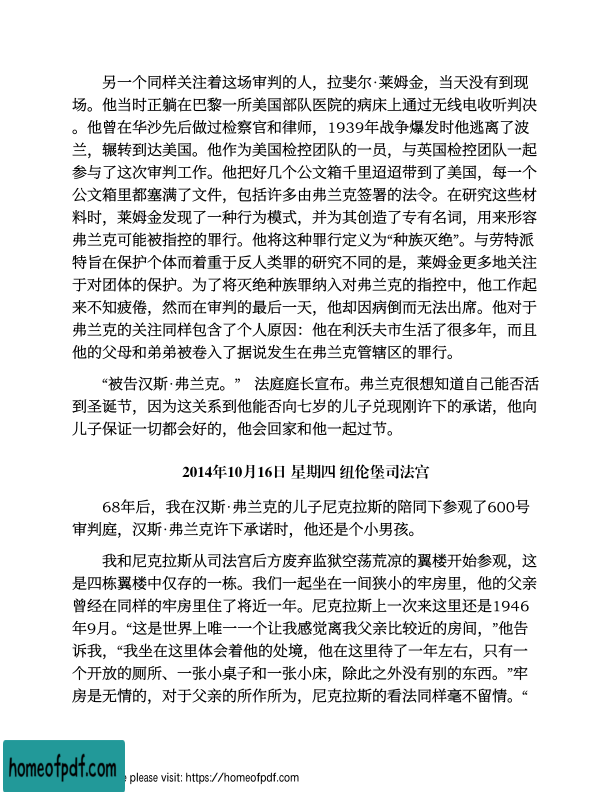 另一个同样关注着这场审判的人，拉斐尔·莱姆金，当天没有到现
场。他当时正躺在巴黎一所美国部队医院的病床上通过无线电收听判决
。他曾在华沙先后做过检察官和律师，1939年战争爆发时他逃离了波
兰，辗转到达美国。他作为美国检控团队的一员，与英国检控团队一起
参与了这次审判工作。他把好几个公文箱千里迢迢带到了美国，每一个
公文箱里都塞满了文件，包括许多由弗兰克签署的法令。在研究这些材
料时，莱姆金发现了一种行为模式，并为其创造了专有名词，用来形容
弗兰克可能被指控的罪行。他将这种罪行定义为“种族灭绝”。与劳特派
特旨在保护个体而着重于反人类罪的研究不同的是，莱姆金更多地关注
于对团体的保护。为了将灭绝种族罪纳入对弗兰克的指控中，他工作起
来不知疲倦，然而在审判的最后一天，他却因病倒而无法出席。他对于
弗兰克的关注同样包含了个人原因：他在利沃夫市生活了很多年，而且
他的父母和弟弟被卷入了据说发生在弗兰克管辖区的罪行。
“被告汉斯·弗兰克。” 法庭庭长宣布。弗兰克很想知道自己能否活
到圣诞节，因为这关系到他能否向七岁的儿子兑现刚许下的承诺，他向
儿子保证一切都会好的，他会回家和他一起过节。
2014年10月16日 星期四 纽伦堡司法宫
68年后，我在汉斯·弗兰克的儿子尼克拉斯的陪同下参观了600号
审判庭，汉斯·弗兰克许下承诺时，他还是个小男孩。
我和尼克拉斯从司法宫后方废弃监狱空荡荒凉的翼楼开始参观，这
是四栋翼楼中仅存的一栋。我们一起坐在一间狭小的牢房里，他的父亲
曾经在同样的牢房里住了将近一年。尼克拉斯上一次来这里还是1946
年9月。“这是世界上唯一一个让我感觉离我父亲比较近的房间，”他告
诉我，“我坐在这里体会着他的处境，他在这里待了一年左右，只有一
个开放的厕所、一张小桌子和一张小床，除此之外没有别的东西。”牢
房是无情的，对于父亲的所作所为，尼克拉斯的看法同样毫不留情。“
homeofpdf.com
e please visit: https://homeofpdf.com